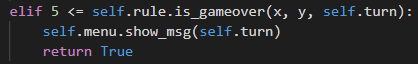 elif 5 <= self.rule.is_gameover(x, y, self.turn):
    self.menu.show_msg(self.turn)
    return True